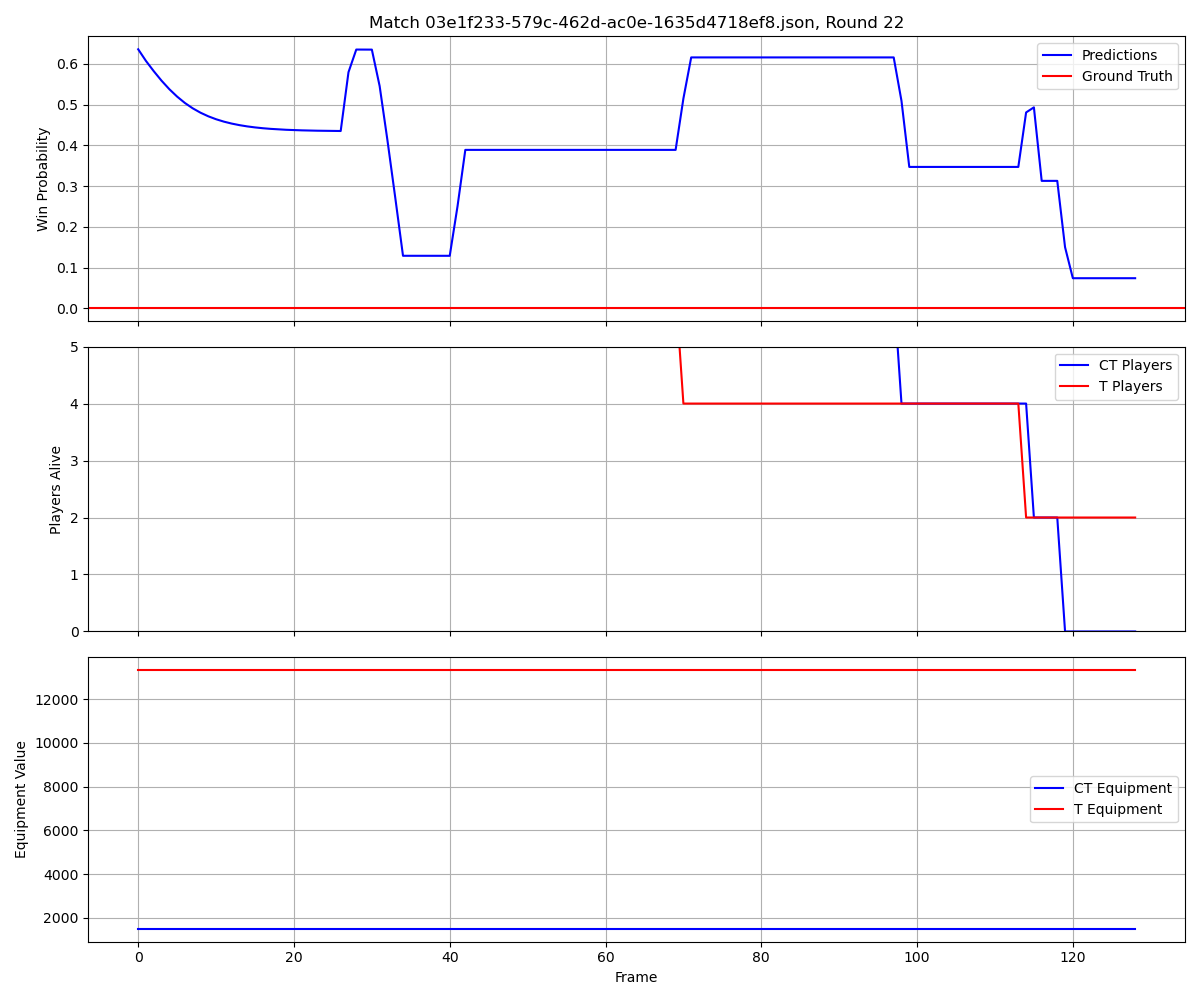 Match 03e1f233-579c-462d-ac0e-1635d4718ef8.json, Round 22
Win Probability
0.6
0.5
0.4
0.3
0.2
0.1
0.0
Predictions
Ground Truth
Players Alive
5
4
3
2
1
0
CT Players
T Players
Equipment Value
12000
10000
8000
6000
4000
2000
CT Equipment
T Equipment
0 20 40 60 80 100 120
Frame